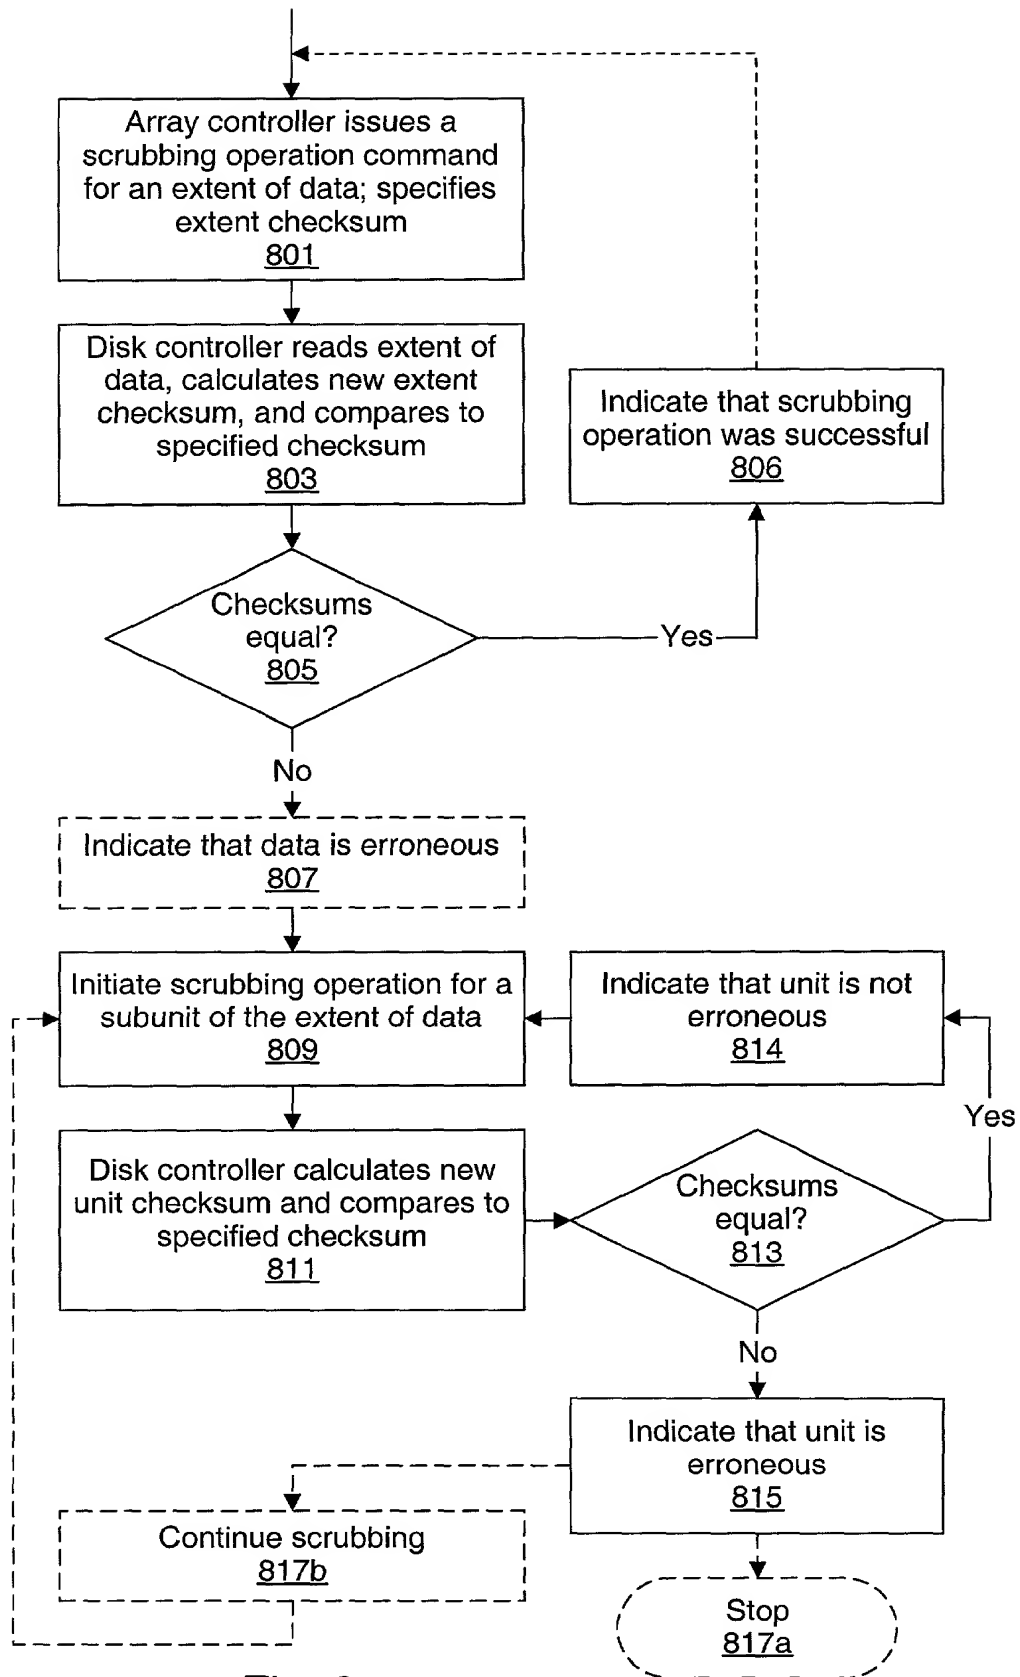 Array controller issues a
scrubbing operation command
for an extent of data; specifies
extent checksum
801
Disk controller reads extent of
data, calculates new extent
checksum, and compares to
specified checksum
803
Indicate that scrubbing
operation was successful
806
Checksums
equal?
805
Yes
No
Indicate that data is erroneous
807
Initiate scrubbing operation for a
subunit of the extent of data
809
Indicate that unit is not
erroneous
814
Yes
Disk controller calculates new
unit checksum and compares to
specified checksum
811
Checksums
equal?
813
No
Indicate that unit is
erroneous
815
Continue scrubbing
817b
Stop
817a